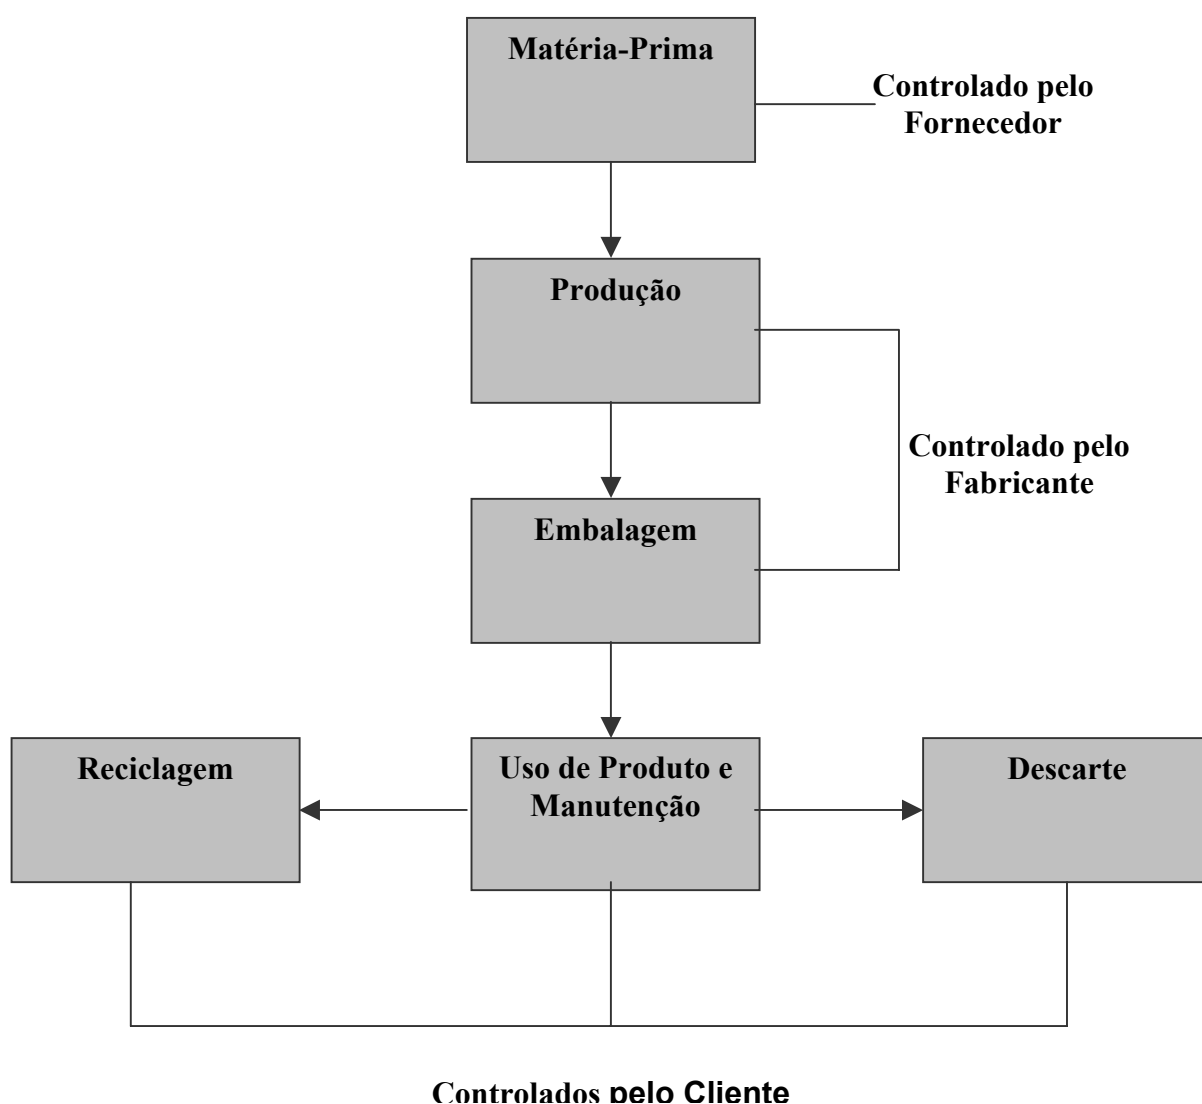 Matéria-Prima
Controlado pelo
Fornecedor
Produção
Controlado pelo
Fabricante
Embalagem
Reciclagem
Uso de Produto e
Manutenção
Descarte
Controlados pelo Cliente